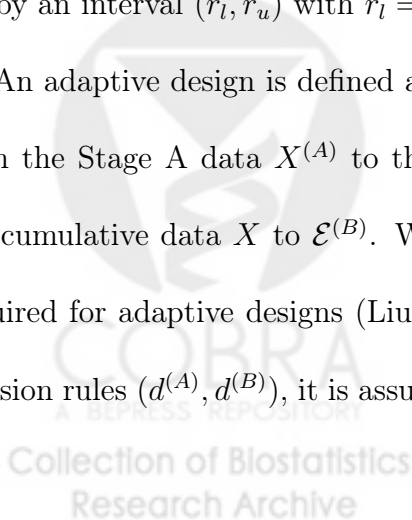 by an interval $(r_l, r_u)$ with $r_l$ =
An adaptive design is defined a
the Stage A data $X^{(A)}$ to th
cumulative data $X$ to $\mathcal{E}^{(B)}$. W
uired for adaptive designs (Liu
sion rules $(d^{(A)}, d^{(B)})$, it is assu
COBRA
A BEPRESS REPOSITORY
Collection of Biostatistics
Research Archive